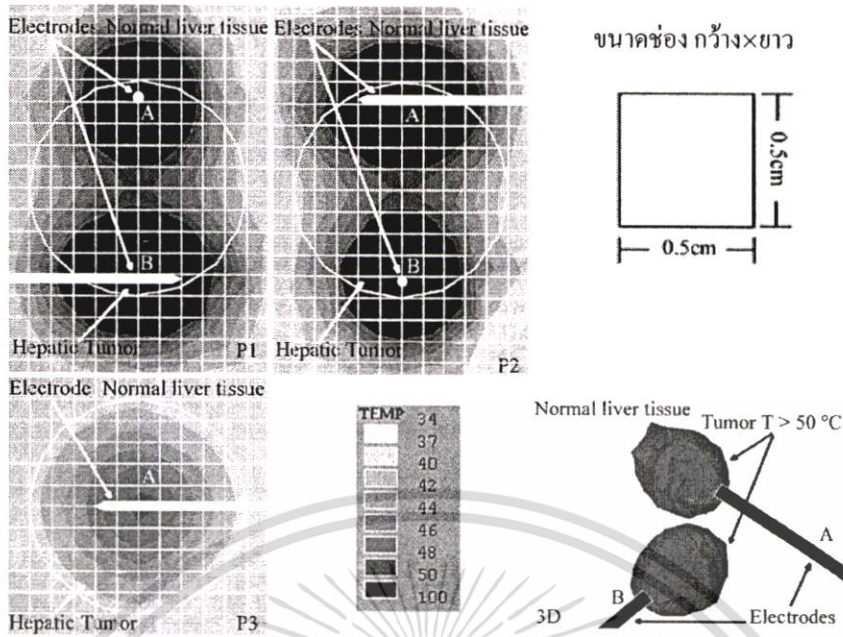 Electrodes Normal liver tissue
A
B
Hepatic Tumor
P1
Electrodes Normal liver tissue
A
B
Hepatic Tumor
P2
ขนาดช่อง กว้าง×ยาว
0.5cm
0.5cm
Electrode Normal liver tissue
A
Hepatic Tumor
P3
TEMP
34
37
40
42
44
46
48
50
100
Normal liver tissue
Tumor T > 50 °C
A
B
3D
Electrodes